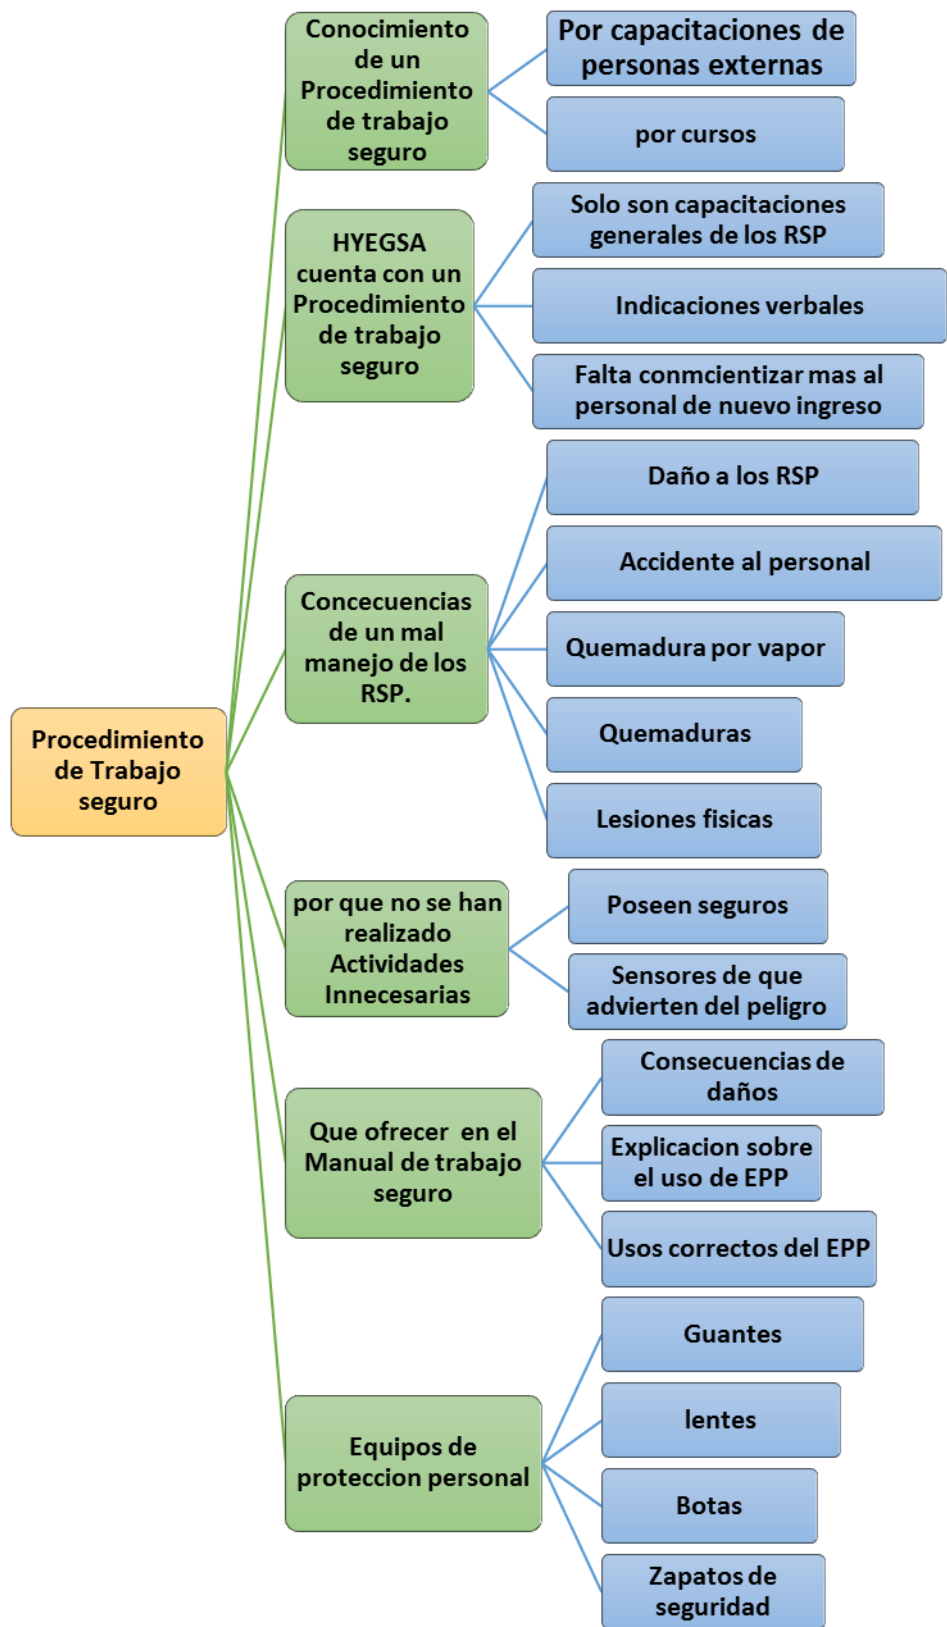 Procedimiento
de Trabajo
seguro
Conocimiento
de un
Procedimiento
de trabajo
seguro
Por capacitaciones de
personas externas
por cursos
HYEGSA
cuenta con un
Procedimiento
de trabajo
seguro
Solo son capacitaciones
generales de los RSP
Indicaciones verbales
Falta conmcientizar mas al
personal de nuevo ingreso
Concecuencias
de un mal
manejo de los
RSP.
Daño a los RSP
Accidente al personal
Quemadura por vapor
Quemaduras
Lesiones fisicas
por que no se han
realizado
Actividades
Innecesarias
Poseen seguros
Sensores de que
advierten del peligro
Que ofrecer en el
Manual de trabajo
seguro
Consecuencias de
daños
Explicacion sobre
el uso de EPP
Usos correctos del EPP
Equipos de
proteccion personal
Guantes
lentes
Botas
Zapatos de
seguridad